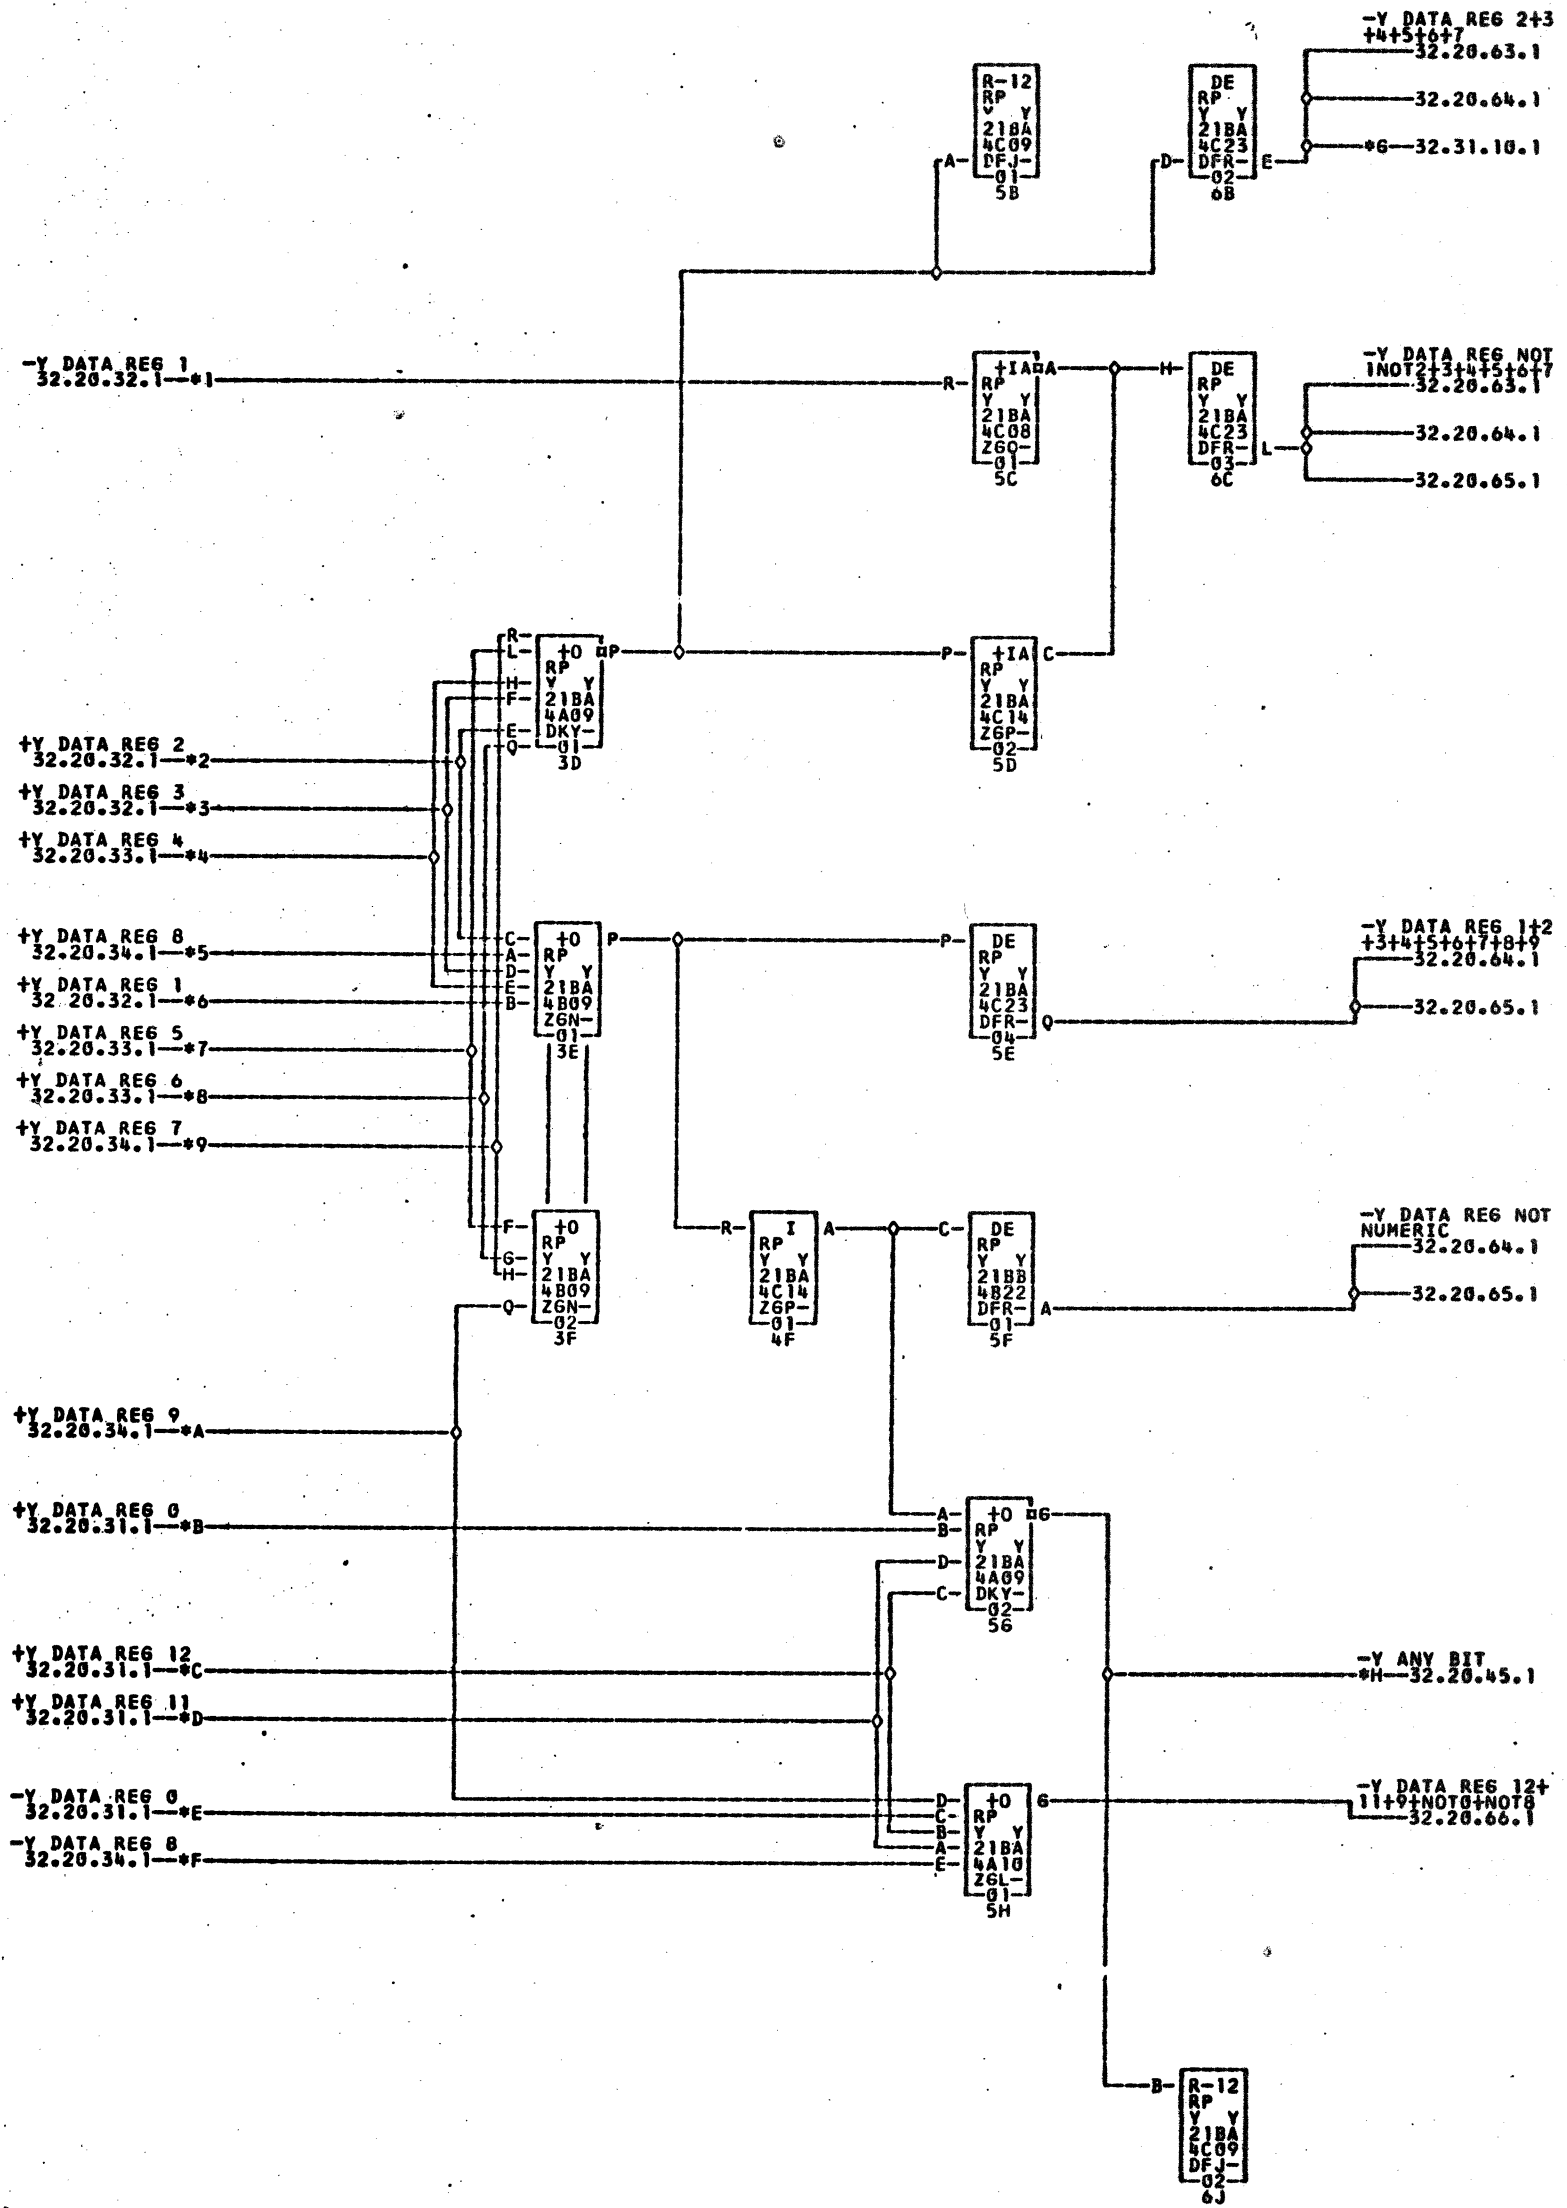 -Y DATA REG 2+3
+4+5+6+7
32.20.63.1
32.20.64.1
*G—32.31.10.1
R-12
RP
Y Y
21BA
4C09
DFJ-
01
5B
A
DE
RP
Y Y
21BA
4C23
DFR-
02
6B
D
E
-Y DATA REG 1
32.20.32.1—*1
R
+IA A
RP
Y Y
21BA
4C08
ZGO-
01
5C
H
DE
RP
Y Y
21BA
4C23
DFR-
03
6C
L
-Y DATA REG NOT
1NOT2+3+4+5+6+7
32.20.63.1
32.20.64.1
32.20.65.1
R
L
H
F
E
Q
+O P
RP
Y Y
21BA
4A09
DKY-
01
3D
P
+IA C
RP
Y Y
21BA
4C14
ZGP-
02
5D
+Y DATA REG 2
32.20.32.1—*2
+Y DATA REG 3
32.20.32.1—*3
+Y DATA REG 4
32.20.33.1—*4
+Y DATA REG 8
32.20.34.1—*5
+Y DATA REG 1
32.20.32.1—*6
+Y DATA REG 5
32.20.33.1—*7
+Y DATA REG 6
32.20.33.1—*8
+Y DATA REG 7
32.20.34.1—*9
C
A
D
E
B
+O P
RP
Y Y
21BA
4B09
ZGN-
01
3E
P
DE
RP
Y Y
21BA
4C23
DFR-
04
5E
Q
-Y DATA REG 1+2
+3+4+5+6+7+8+9
32.20.64.1
32.20.65.1
F
G
H
Q
+O
RP
Y Y
21BA
4B09
ZGN-
02
3F
R
I A
RP
Y Y
21BA
4C14
ZGP-
01
4F
C
DE
RP
Y Y
21BB
4B22
DFR-
01
5F
A
-Y DATA REG NOT
NUMERIC
32.20.64.1
32.20.65.1
+Y DATA REG 9
32.20.34.1—*A
+Y DATA REG 0
32.20.31.1—*B
A
B
D
C
+O G
RP
Y Y
21BA
4A09
DKY-
02
5G
+Y DATA REG 12
32.20.31.1—*C
+Y DATA REG 11
32.20.31.1—*D
-Y ANY BIT
*H—32.20.45.1
-Y DATA REG 0
32.20.31.1—*E
-Y DATA REG 8
32.20.34.1—*F
D
C
B
A
E
+O G
RP
Y Y
21BA
4A10
ZGL-
01
5H
-Y DATA REG 12+
11+9+NOT0+NOT8
32.20.66.1
B
R-12
RP
Y Y
21BA
4C09
DFJ-
02
6J